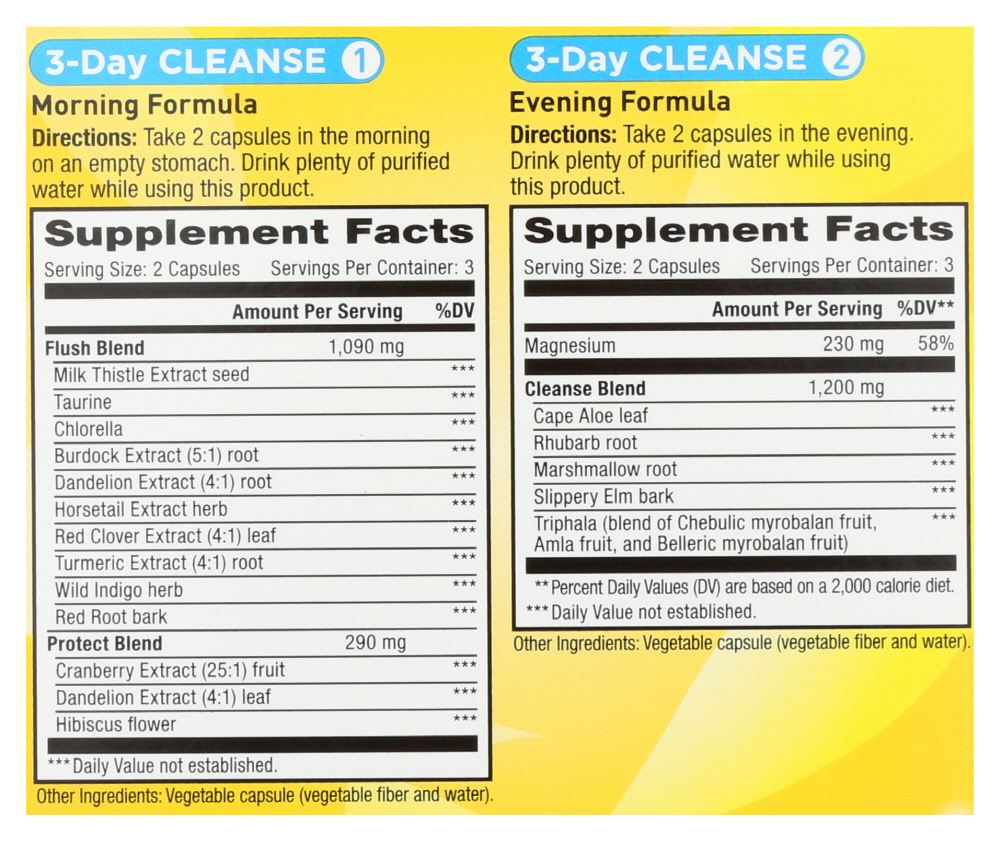 3-Day CLEANSE 1
Morning Formula
Directions: Take 2 capsules in the morning
on an empty stomach. Drink plenty of purified
water while using this product.
Supplement Facts
Serving Size: 2 Capsules Servings Per Container: 3
Amount Per Serving %DV
Flush Blend 1,090 mg
Milk Thistle Extract seed ***
Taurine ***
Chlorella ***
Burdock Extract (5:1) root ***
Dandelion Extract (4:1) root ***
Horsetail Extract herb ***
Red Clover Extract (4:1) leaf ***
Turmeric Extract (4:1) root ***
Wild Indigo herb ***
Red Root bark ***
Protect Blend 290 mg
Cranberry Extract (25:1) fruit ***
Dandelion Extract (4:1) leaf ***
Hibiscus flower ***
***Daily Value not established.
Other Ingredients: Vegetable capsule (vegetable fiber and water).
3-Day CLEANSE 2
Evening Formula
Directions: Take 2 capsules in the evening.
Drink plenty of purified water while using
this product.
Supplement Facts
Serving Size: 2 Capsules Servings Per Container: 3
Amount Per Serving %DV**
Magnesium 230 mg 58%
Cleanse Blend 1,200 mg
Cape Aloe leaf ***
Rhubarb root ***
Marshmallow root ***
Slippery Elm bark ***
Triphala (blend of Chebulic myrobalan fruit, ***
Amla fruit, and Belleric myrobalan fruit)
**Percent Daily Values (DV) are based on a 2,000 calorie diet.
***Daily Value not established.
Other Ingredients: Vegetable capsule (vegetable fiber and water).